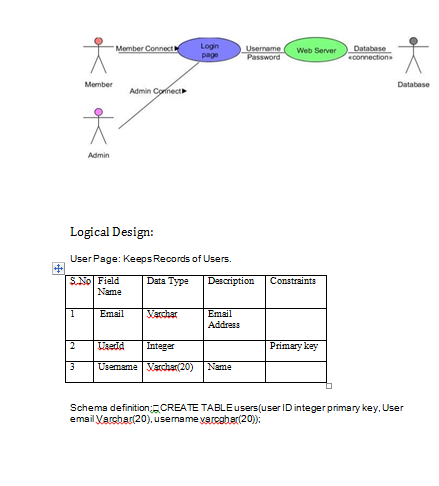 Member Connect
Login
page
Username
Password
Web Server
Database
«connection»
Member
Database
Admin Connect
Admin
Logical Design:
User Page: Keeps Records of Users.
S.No Field Name Data Type Description Constraints
1 Email Varchar Email Address
2 UserId Integer Primary key
3 Username Varchar(20) Name
Schema definition:-CREATE TABLE users(user ID integer primary key, User
email Varchar(20), username varcghar(20));